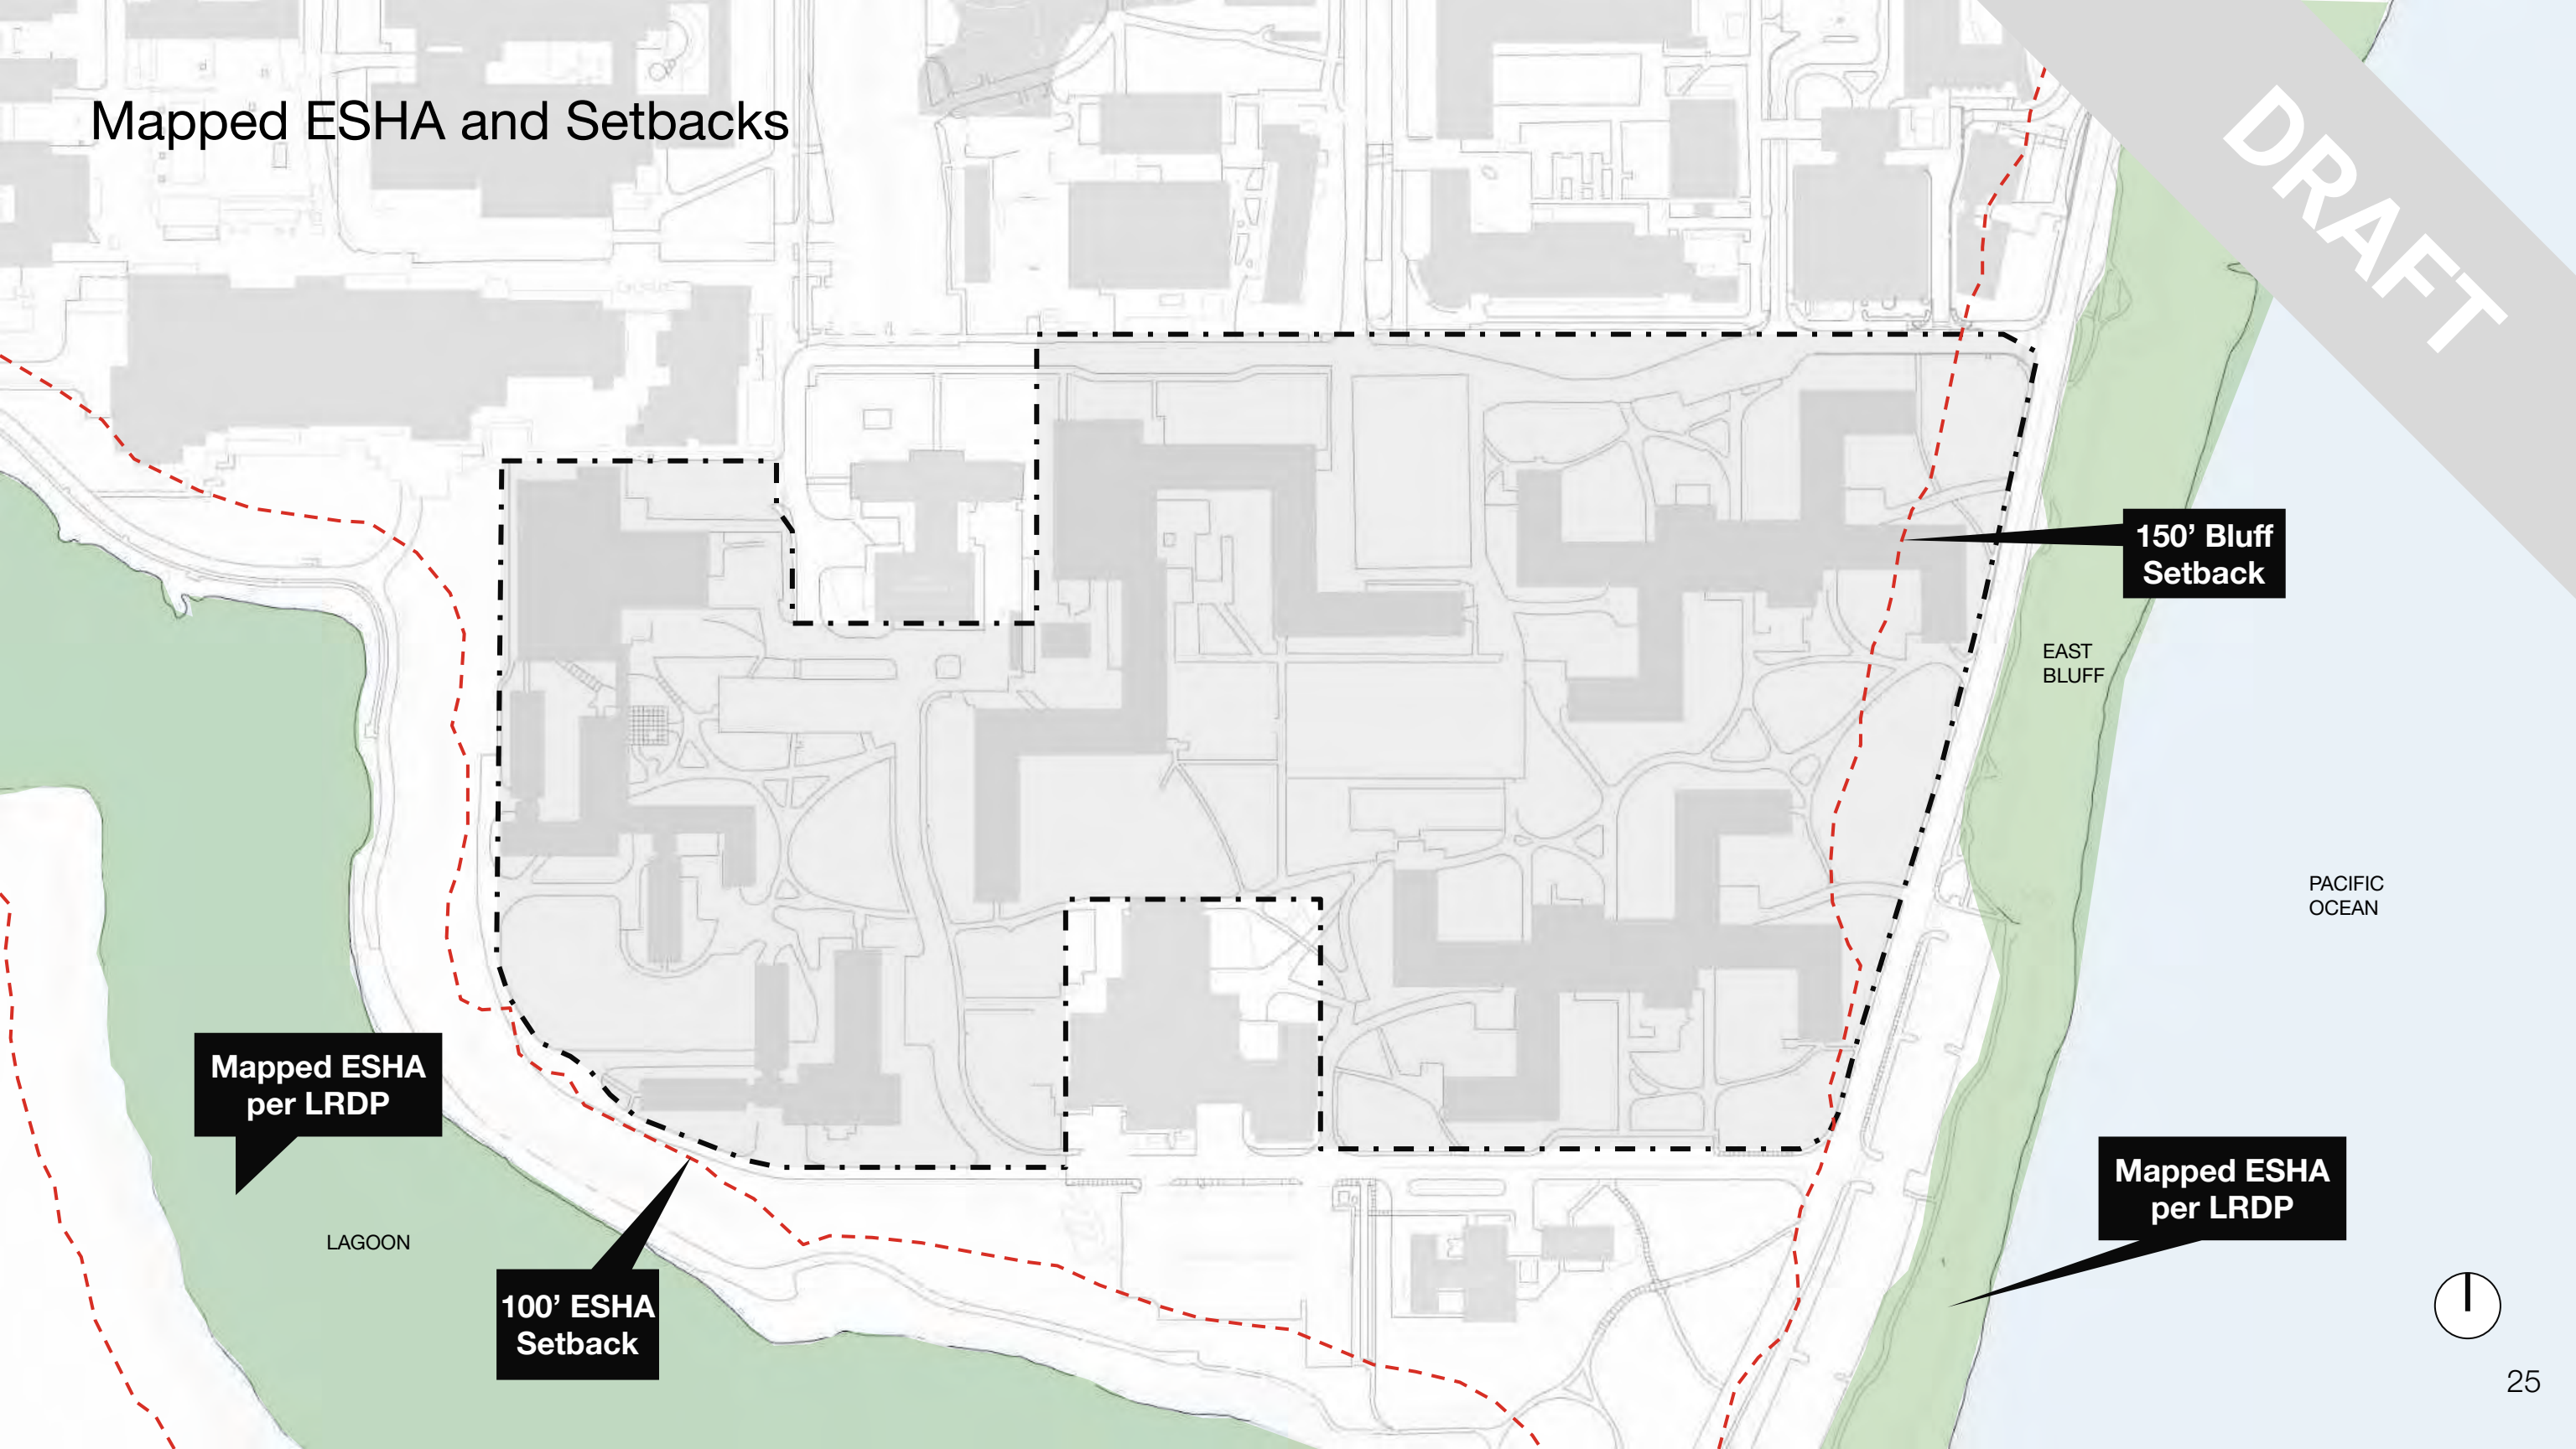 Mapped ESHA and Setbacks
DRAFT
150’ Bluff
Setback
EAST
BLUFF
PACIFIC
OCEAN
Mapped ESHA
per LRDP
LAGOON
100’ ESHA
Setback
Mapped ESHA
per LRDP
25